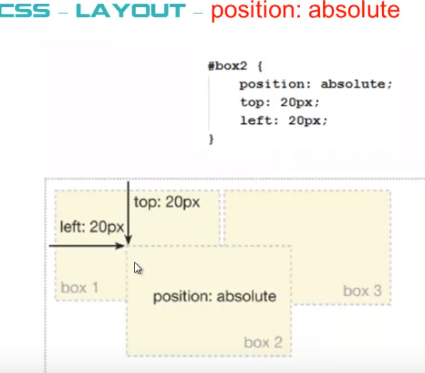 CSS – LAYOUT – position: absolute
#box2 {
position: absolute;
top: 20px;
left: 20px;
}
top: 20px
left: 20px
position: absolute
box 1
box 3
box 2